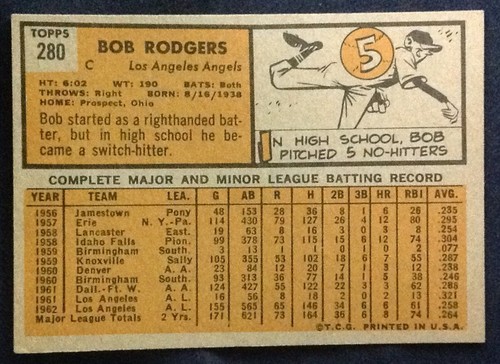 TOPPS
280
BOB RODGERS
C Los Angeles Angels
HT: 6:02 WT: 190 BATS: Both
THROWS: Right BORN: 8/16/1938
HOME: Prospect, Ohio
Bob started as a righthanded bat-
ter, but in high school he be-
came a switch-hitter.
5
IN HIGH SCHOOL, BOB
PITCHED 5 NO-HITTERS
COMPLETE MAJOR AND MINOR LEAGUE BATTING RECORD
YEAR TEAM LEA. G AB R H 2B 3B HR RBI AVG.
1956 Jamestown Pony 48 153 28 36 8 1 6 26 .235
1957 Erie N.Y.-Pa. 114 430 79 127 26 4 12 80 .295
1958 Lancaster East. 19 63 8 16 3 0 3 8 .254
1958 Idaho Falls Pion. 99 378 73 115 15 6 12 74 .304
1959 Birmingham South. 3 13 1 1 0 0 0 2 .077
1959 Knoxville Sally 105 355 53 102 18 6 7 55 .287
1960 Denver A.A. 23 84 12 20 7 1 3 12 .238
1960 Birmingham South. 93 313 36 77 14 1 5 38 .246
1961 Dall.-Ft. W. A.A. 124 427 55 122 22 3 3 62 .286
1961 Los Angeles A.L. 16 56 8 18 2 0 2 13 .321
1962 Los Angeles A.L. 155 565 65 146 34 6 6 61 .258
Major League Totals 2 Yrs. 171 621 73 164 36 6 8 74 .264
©T.C.G. PRINTED IN U.S.A.